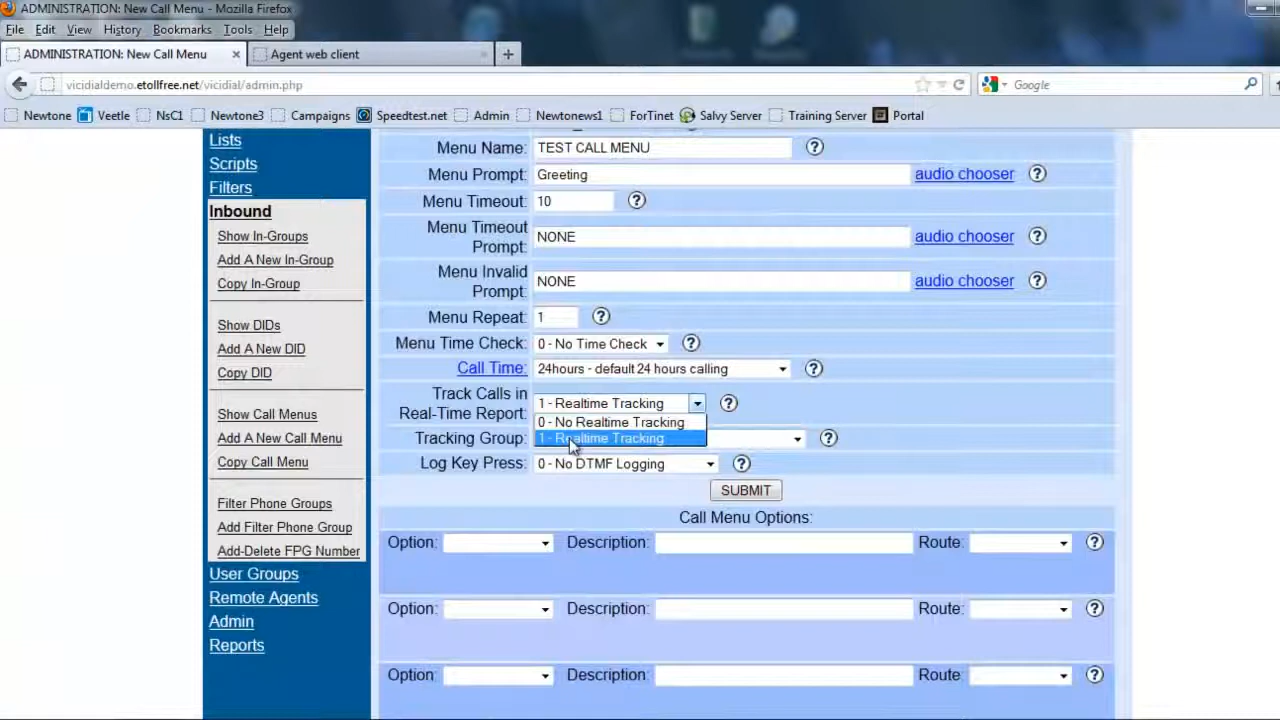 ADMINISTRATION: New Call Menu - Mozilla Firefox
File Edit View History Bookmarks Tools Help
ADMINISTRATION: New Call Menu × Agent web client +
vicidialdemo.etollfree.net/vicidial/admin.php Google
Newtone Veetle NsC1 Newtone3 Campaigns Speedtest.net Admin Newtonews1 ForTinet Salvy Server Training Server Portal
Lists
Scripts
Filters
Inbound
Show In-Groups
Add A New In-Group
Copy In-Group
Show DIDs
Add A New DID
Copy DID
Show Call Menus
Add A New Call Menu
Copy Call Menu
Filter Phone Groups
Add Filter Phone Group
Add-Delete FPG Number
User Groups
Remote Agents
Admin
Reports
Menu Name: TEST CALL MENU ?
Menu Prompt: Greeting audio chooser ?
Menu Timeout: 10 ?
Menu Timeout
Prompt: NONE audio chooser ?
Menu Invalid
Prompt: NONE audio chooser ?
Menu Repeat: 1 ?
Menu Time Check: 0 - No Time Check ?
Call Time: 24hours - default 24 hours calling ?
Track Calls in
Real-Time Report: 1 - Realtime Tracking ?
0 - No Realtime Tracking
1 - Realtime Tracking
Tracking Group: ?
Log Key Press: 0 - No DTMF Logging ?
SUBMIT
Call Menu Options:
Option: Description: Route: ?
Option: Description: Route: ?
Option: Description: Route: ?